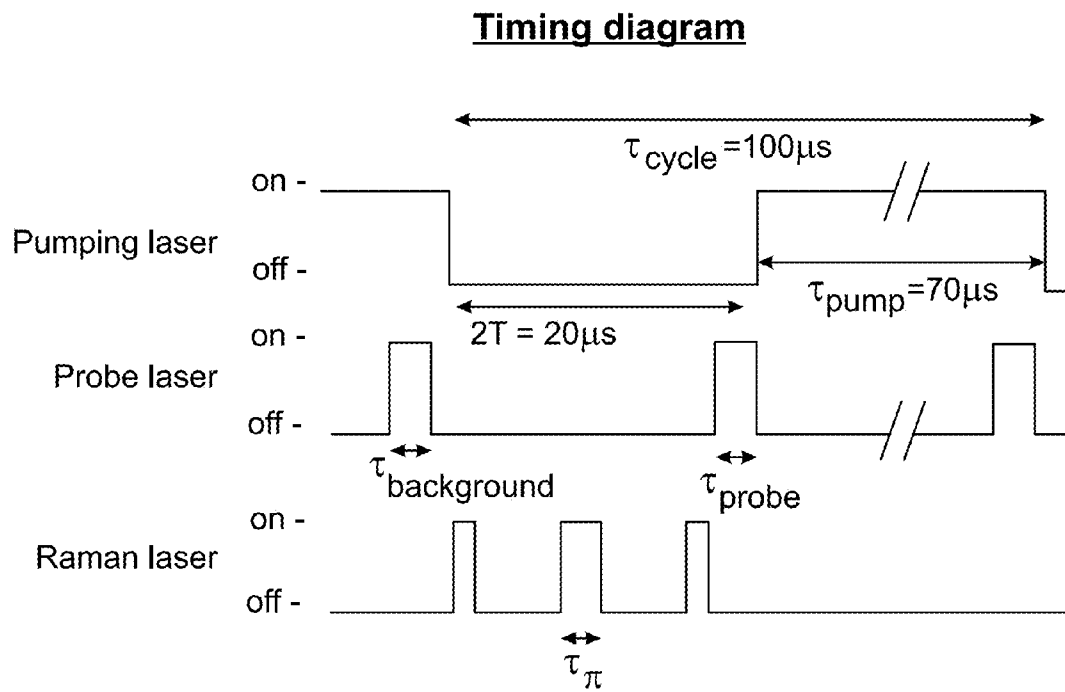 Timing diagram
τcycle =100μs
on -
Pumping laser
off -
τpump=70μs
2T = 20μs
on -
Probe laser
off -
τbackground
τprobe
on -
Raman laser
off -
τπ